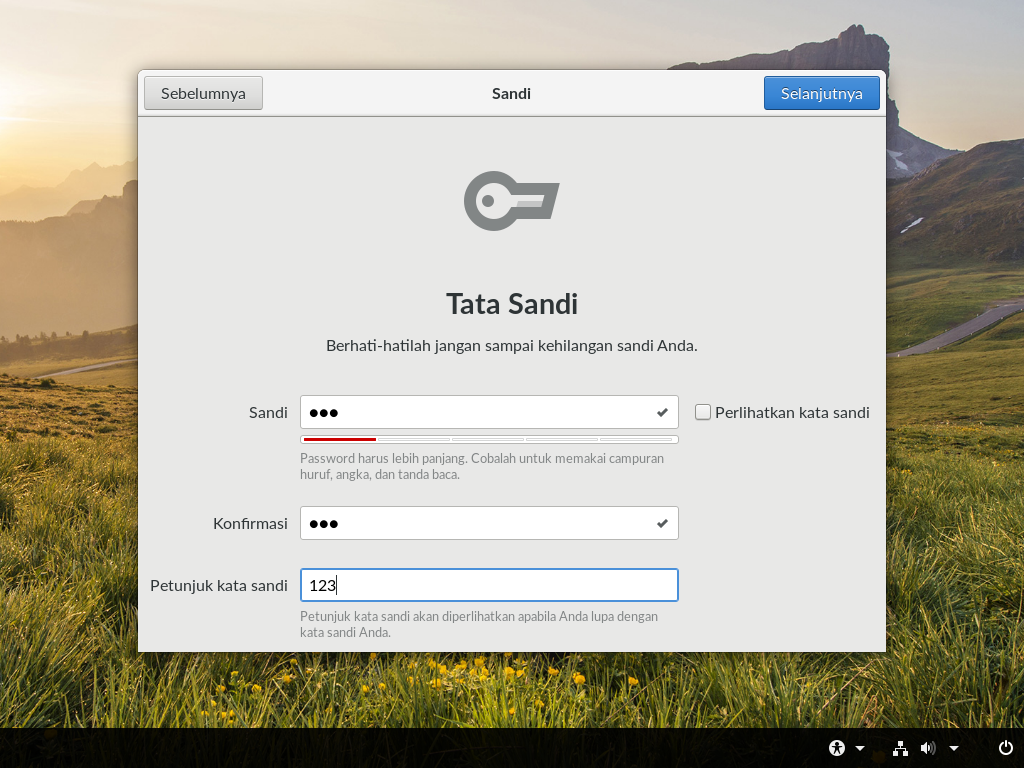 Sebelumnya
Sandi
Selanjutnya
Tata Sandi
Berhati-hatilah jangan sampai kehilangan sandi Anda.
Sandi
●●●
Perlihatkan kata sandi
Password harus lebih panjang. Cobalah untuk memakai campuran
huruf, angka, dan tanda baca.
Konfirmasi
●●●
Petunjuk kata sandi
123
Petunjuk kata sandi akan diperlihatkan apabila Anda lupa dengan
kata sandi Anda.